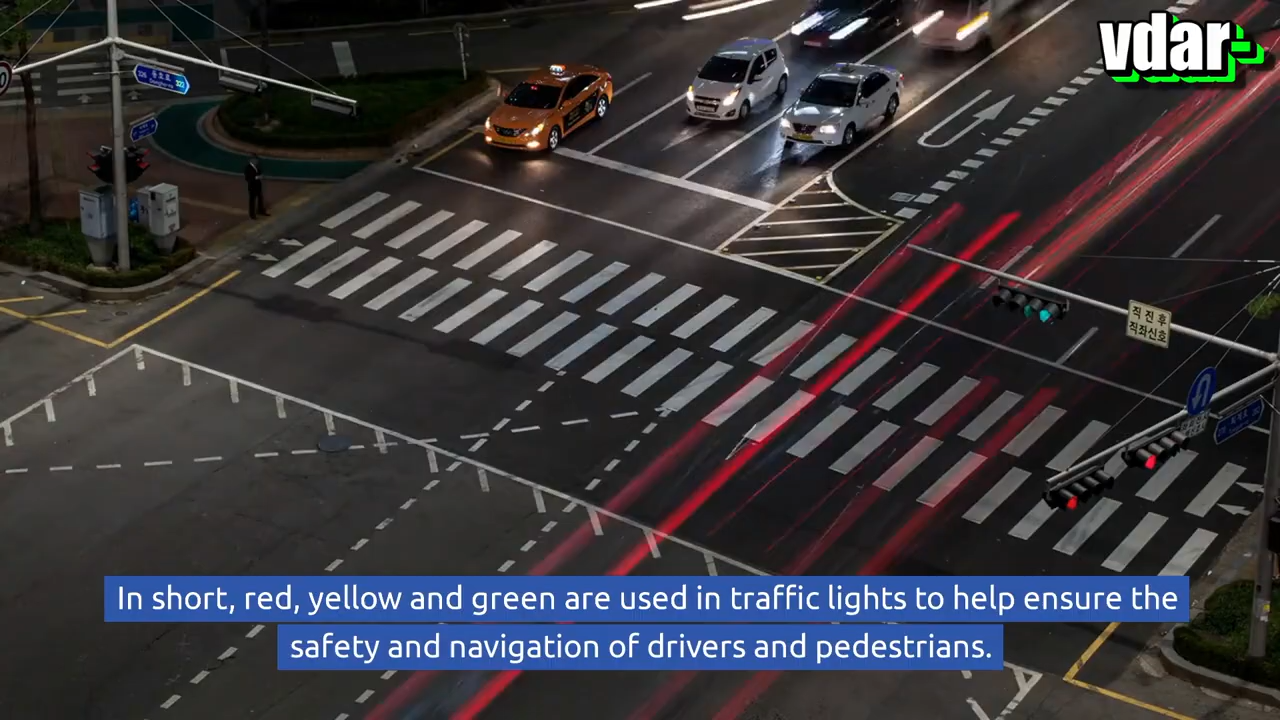 vdar
직진후
직좌신호
In short, red, yellow and green are used in traffic lights to help ensure the
safety and navigation of drivers and pedestrians.